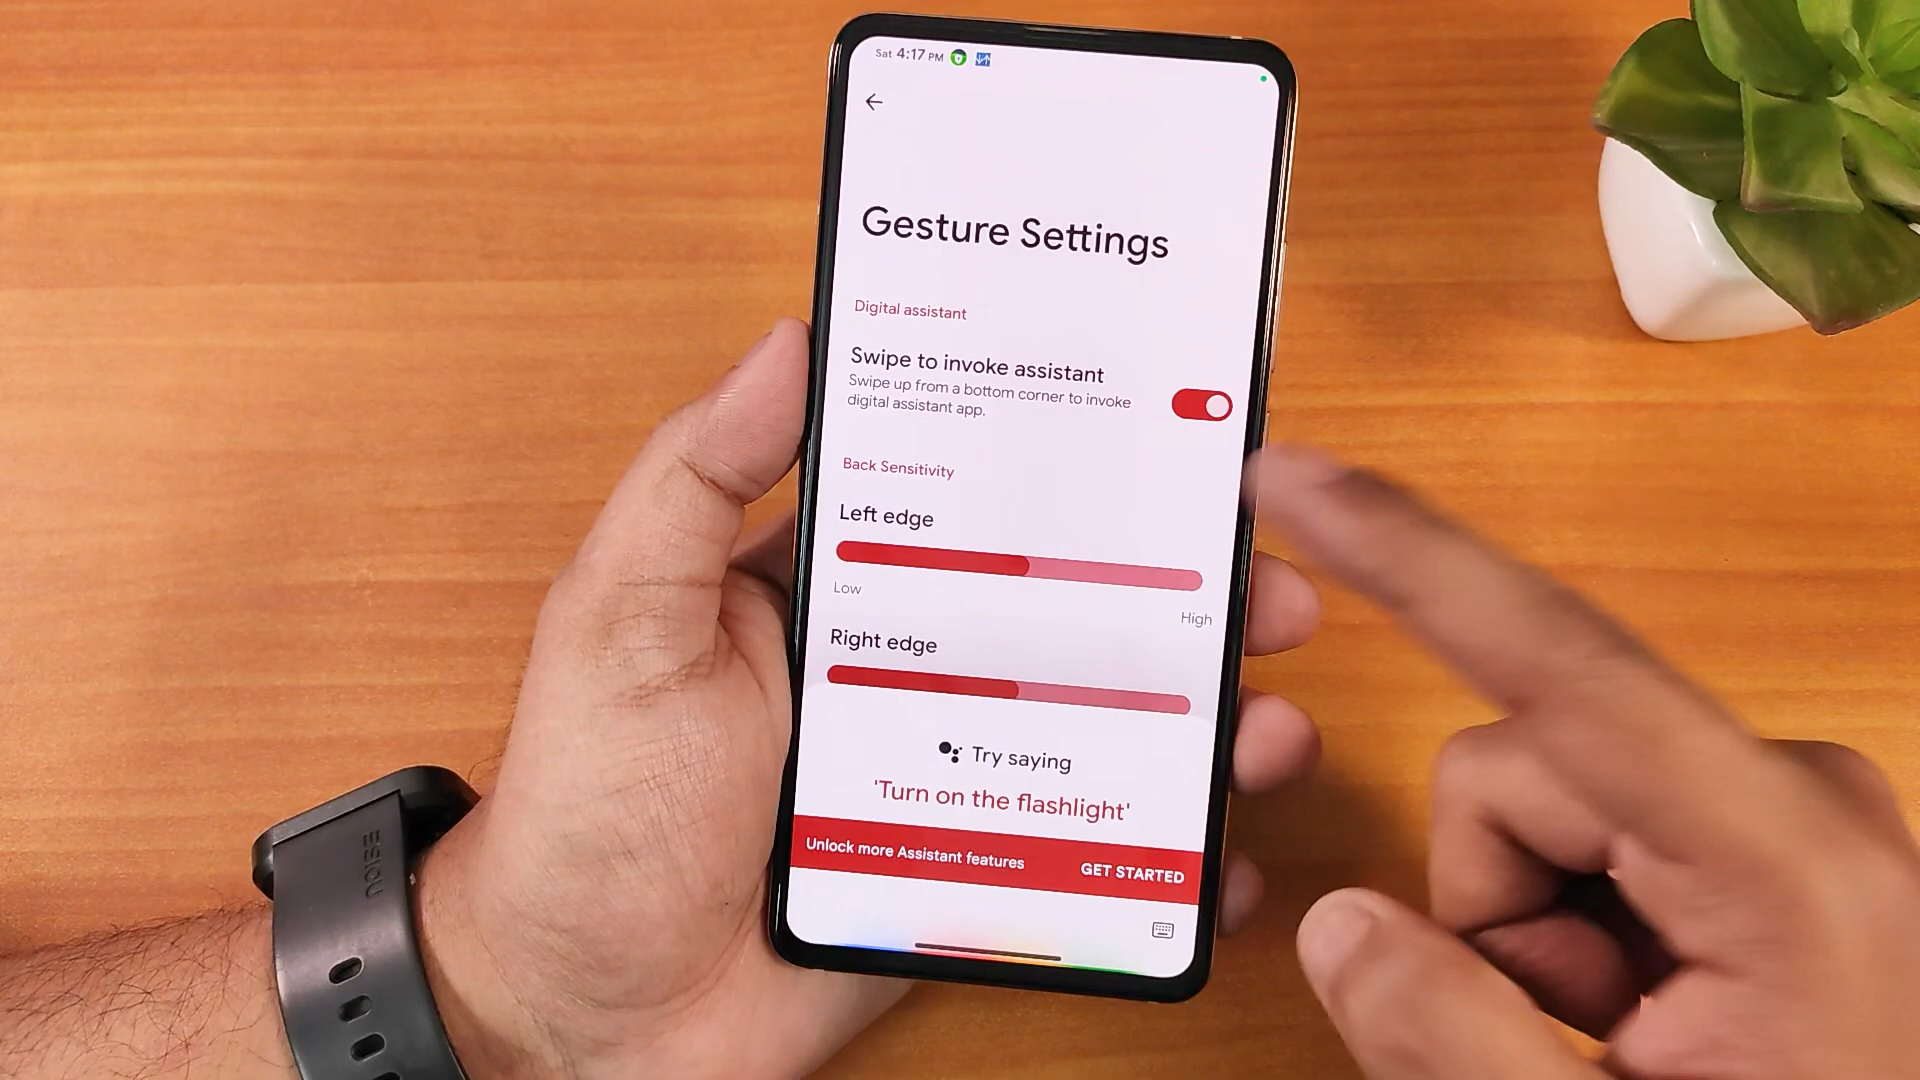 Sat 4:17 PM
Gesture Settings
Digital assistant
Swipe to invoke assistant
Swipe up from a bottom corner to invoke
digital assistant app.
Back Sensitivity
Left edge
Low
High
Right edge
Try saying
'Turn on the flashlight'
Unlock more Assistant features
GET STARTED
noise